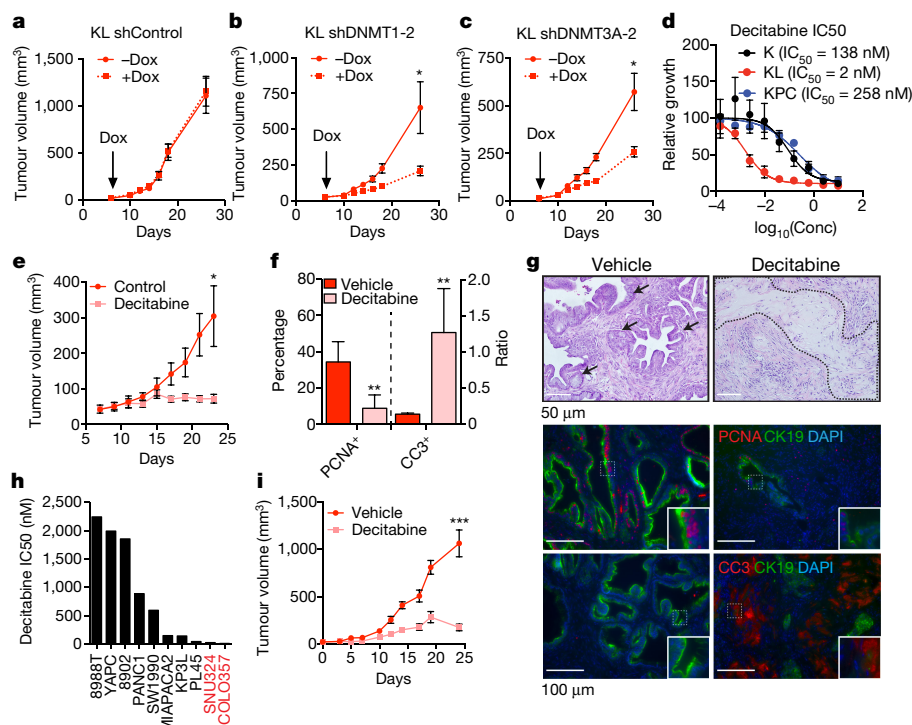 a
KL shControl
Tumour volume (mm³)
1,500
1,000
500
0
–Dox
+Dox
Dox
0 10 20 30
Days
b
KL shDNMT1-2
Tumour volume (mm³)
1,000
750
500
250
0
–Dox
+Dox
*
Dox
0 10 20 30
Days
c
KL shDNMT3A-2
Tumour volume (mm³)
750
500
250
0
–Dox
+Dox
*
Dox
0 10 20 30
Days
d
Decitabine IC50
K (IC₅₀ = 138 nM)
KL (IC₅₀ = 2 nM)
KPC (IC₅₀ = 258 nM)
Relative growth
200
150
100
50
0
−4 −2 0 2
log₁₀(Conc)
e
Tumour volume (mm³)
400
300
200
100
0
Control
Decitabine
*
5 10 15 20 25
Days
f
Percentage
80
60
40
20
0
Vehicle
Decitabine
**
**
2.0
1.5
1.0
0.5
0
Ratio
PCNA⁺
CC3⁺
g
Vehicle Decitabine
50 μm
PCNA CK19 DAPI
CC3 CK19 DAPI
100 μm
h
Decitabine IC50 (nM)
2,500
2,000
1,500
1,000
500
0
8988T
YAPC
8902
PANC1
SW1990
MIAPACA2
KP3L
PL45
SNU324
COLO357
i
Tumour volume (mm³)
1,500
1,000
500
0
Vehicle
Decitabine
***
0 5 10 15 20 25
Days